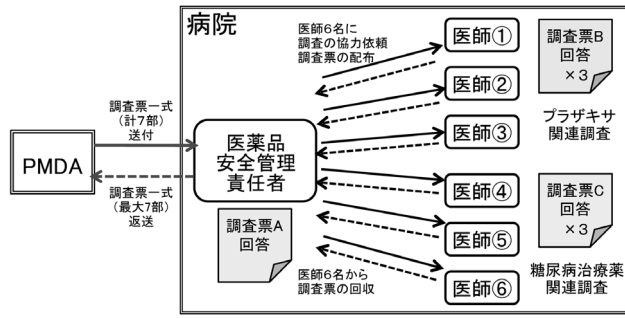 病院
医師6名に
調査の協力依頼
調査票の配布
医師①
医師②
医師③
調査票B
回答
×3
プラザキサ
関連調査
調査票一式
(計7部)
送付
PMDA
医薬品
安全管理
責任者
調査票一式
(最大7部)
返送
調査票A
回答
医師6名から
調査票の回収
医師④
医師⑤
医師⑥
調査票C
回答
×3
糖尿病治療薬
関連調査